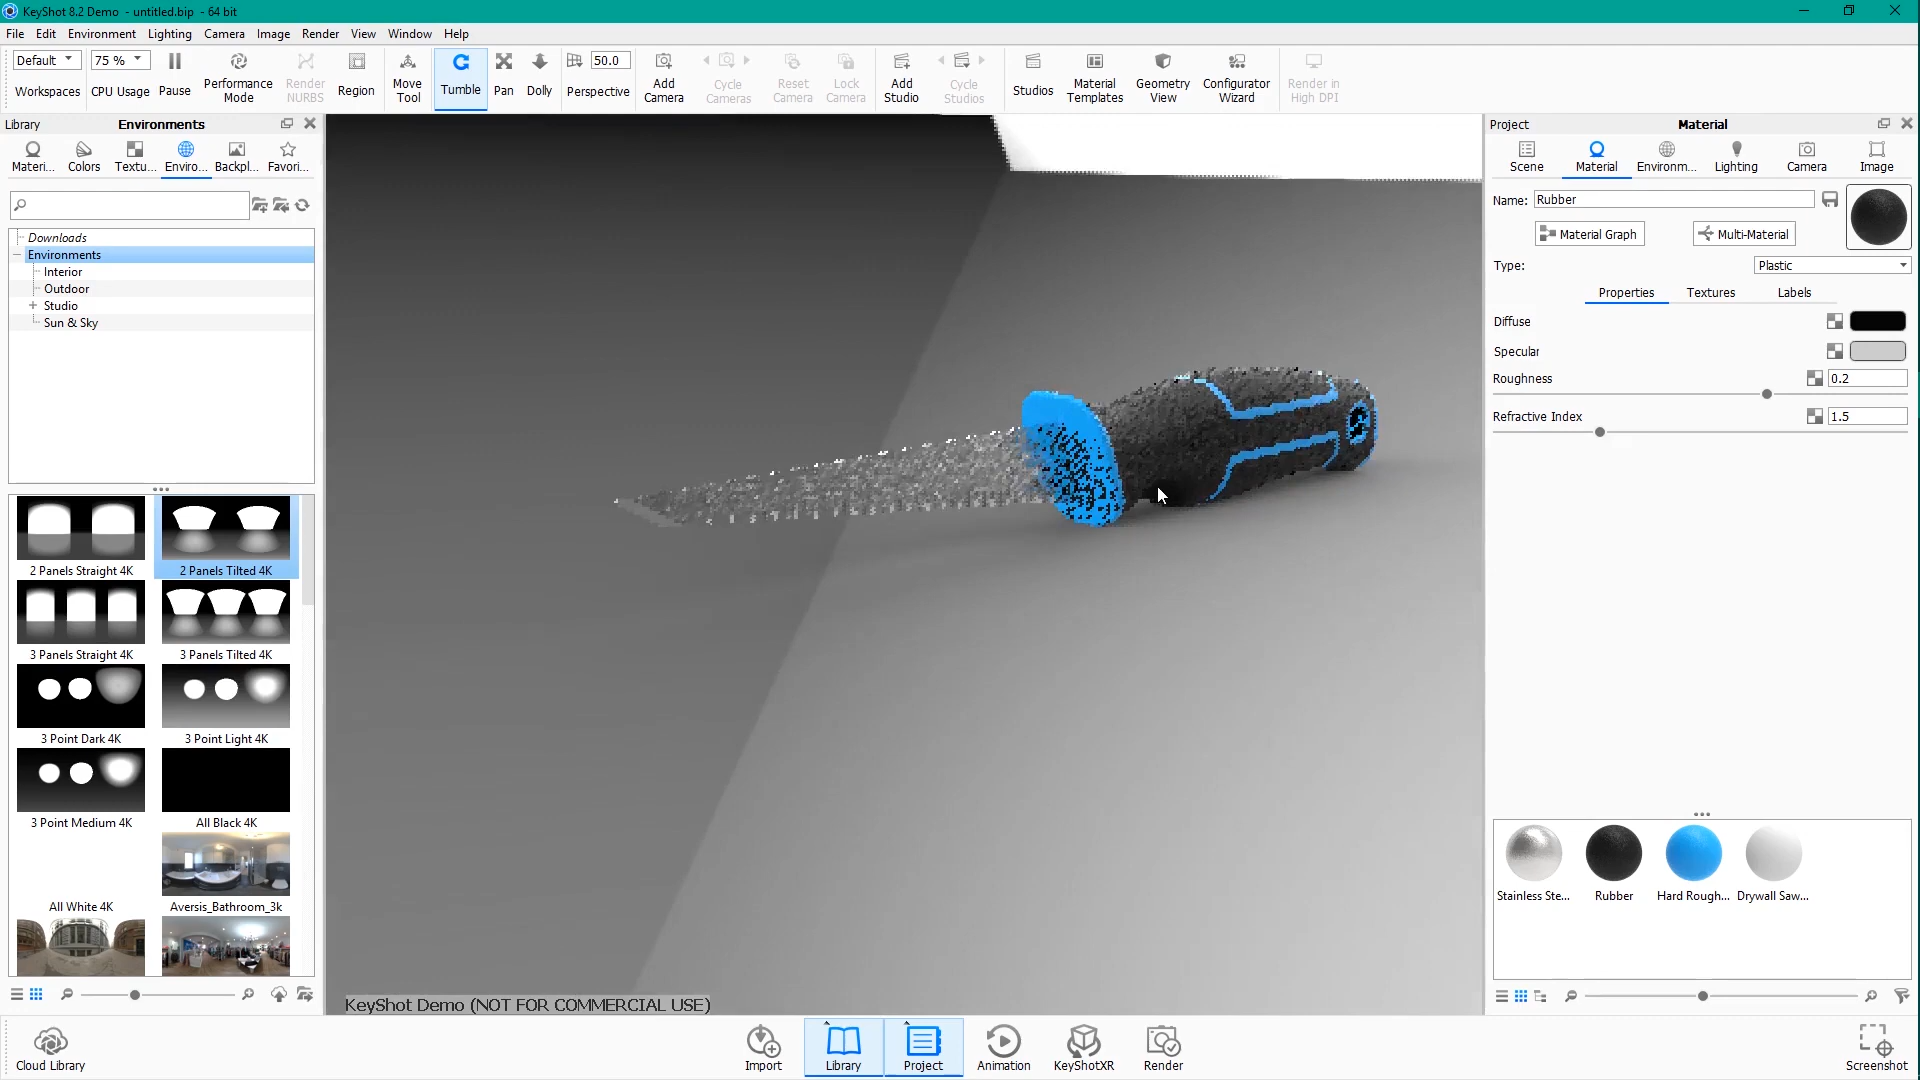 KeyShot 8.2 Demo - untitled.bip - 64 bit
File Edit Environment Lighting Camera Image Render View Window Help
Default 75 % 50.0
Workspaces CPU Usage Pause Performance Mode Render NURBS Region Move Tool Tumble Pan Dolly Perspective Add Camera Cycle Cameras Reset Camera Lock Camera Add Studio Cycle Studios Studios Material Templates Geometry View Configurator Wizard Render in High DPI
Library Environments
Materi... Colors Textu... Enviro... Backpl... Favori...
Downloads
Environments
Interior
Outdoor
Studio
Sun & Sky
2 Panels Straight 4K 2 Panels Tilted 4K
3 Panels Straight 4K 3 Panels Tilted 4K
3 Point Dark 4K 3 Point Light 4K
3 Point Medium 4K All Black 4K
All White 4K Aversis_Bathroom_3k
KeyShot Demo (NOT FOR COMMERCIAL USE)
Project Material
Scene Material Environm... Lighting Camera Image
Name: Rubber
Material Graph Multi-Material
Type: Plastic
Properties Textures Labels
Diffuse
Specular
Roughness 0.2
Refractive Index 1.5
Stainless Ste... Rubber Hard Rough... Drywall Saw...
Cloud Library Import Library Project Animation KeyShotXR Render Screenshot